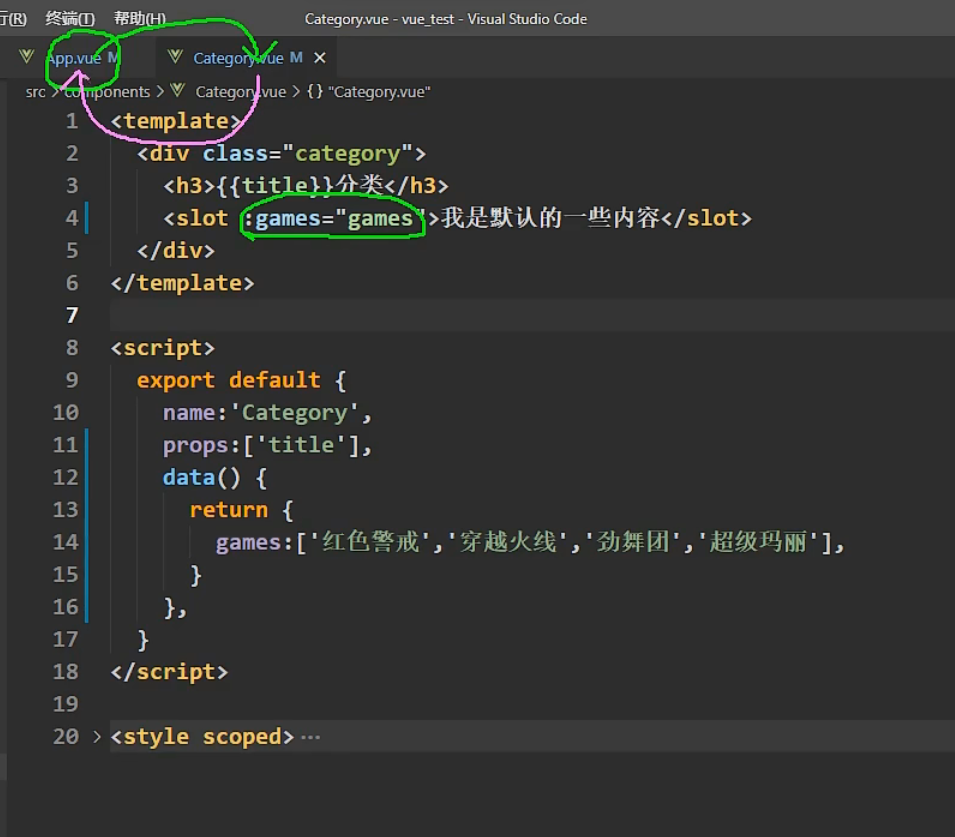 行(R) 终端(T) 帮助(H) Category.vue - vue_test - Visual Studio Code
App.vue M Category.vue M ×
src > components > Category.vue > {} "Category.vue"
1 <template>
2 <div class="category">
3 <h3>{{title}}分类</h3>
4 <slot :games="games">我是默认的一些内容</slot>
5 </div>
6 </template>
7
8 <script>
9 export default {
10 name:'Category',
11 props:['title'],
12 data() {
13 return {
14 games:['红色警戒','穿越火线','劲舞团','超级玛丽'],
15 }
16 },
17 }
18 </script>
19
20 > <style scoped> ···